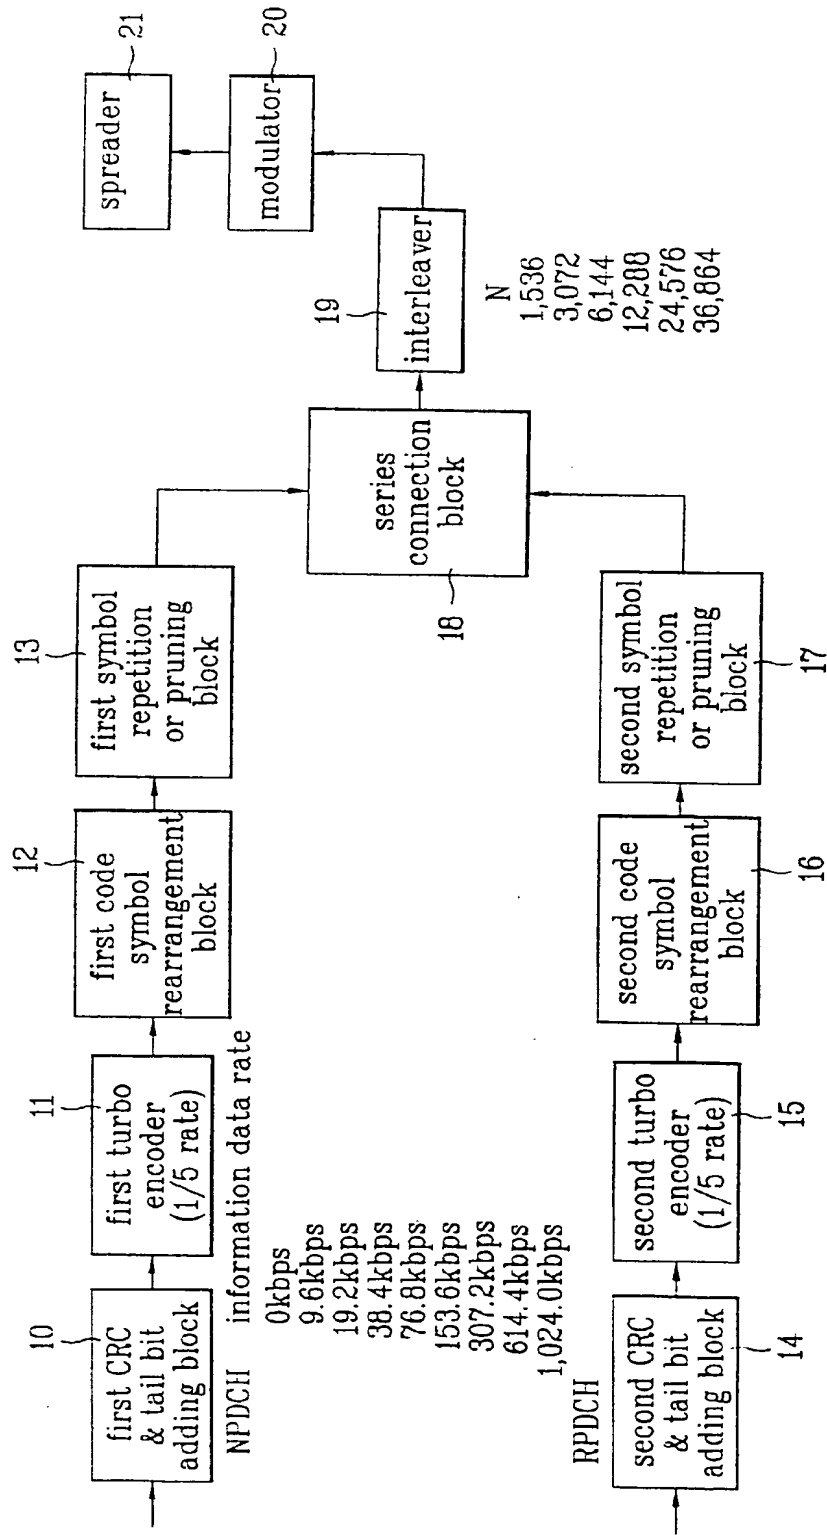 10
first CRC
& tail bit
adding block
NPDCH
11
first turbo
encoder
(1/5 rate)
information data rate
0kbps
9.6kbps
19.2kbps
38.4kbps
76.8kbps
153.6kbps
307.2kbps
614.4kbps
1,024.0kbps
12
first code
symbol
rearrangement
block
13
first symbol
repetition
or pruning
block
RPDCH
second CRC
& tail bit
adding block
14
second turbo
encoder
(1/5 rate)
15
second code
symbol
rearrangement
block
16
second symbol
repetition
or pruning
block
17
series
connection
block
18
19
interleaver
N
1,536
3,072
6,144
12,288
24,576
36,864
modulator
20
spreader
21